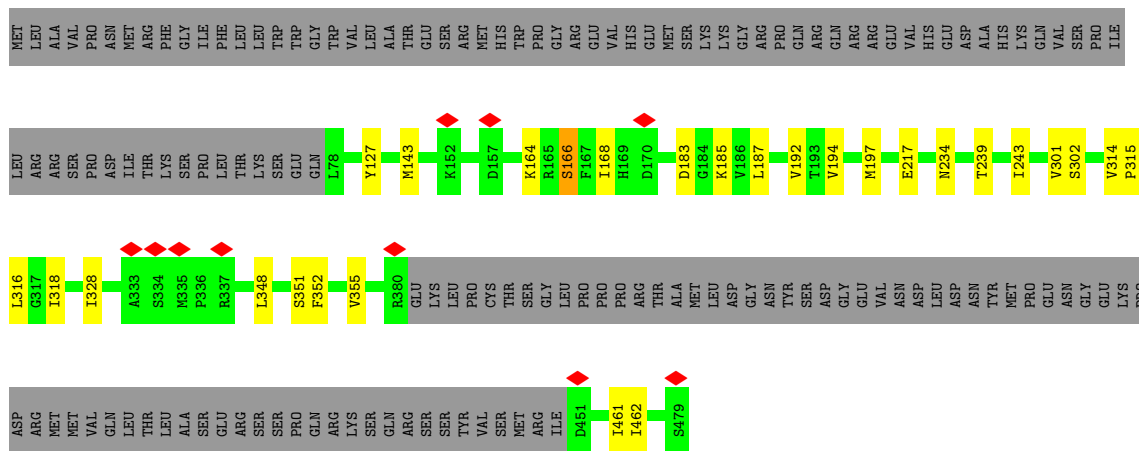 MET LEU ALA VAL PRO ASN MET ARG PHE GLY ILE PHE LEU LEU TRP TRP GLY TRP VAL LEU ALA THR GLU SER ARG MET HIS TRP PRO GLY ARG GLU VAL HIS GLU MET SER LYS LYS GLY ARG PRO GLN ARG GLN ARG ARG GLU VAL HIS GLU ASP ALA HIS LYS GLN VAL SER PRO ILE
LEU ARG ARG SER PRO ASP ILE THR LYS SER PRO LEU THR LYS SER GLU GLN L78 Y127 M143 K152 D157 K164 R165 S166 F167 I168 H169 D170 D183 G184 K185 V186 L187 V192 T193 V194 M197 E217 N234 T239 I243 V301 S302 V314 P315
L316 G317 I318 I328 A333 S334 M335 P336 R337 L348 S351 F352 V355 R380 GLU LYS LEU PRO CYS THR SER GLY LEU PRO PRO PRO ARG THR ALA MET LEU ASP GLY ASN TYR SER ASP GLY GLU VAL ASN ASP LEU ASP ASP ASN TYR MET PRO GLU ASN GLY GLU LYS
ASP ARG MET MET VAL GLN LEU THR LEU ALA SER GLU ARG SER SER PRO GLN ARG LYS SER GLN ARG SER SER TYR VAL SER MET ARG ILE D451 I461 I462 S479